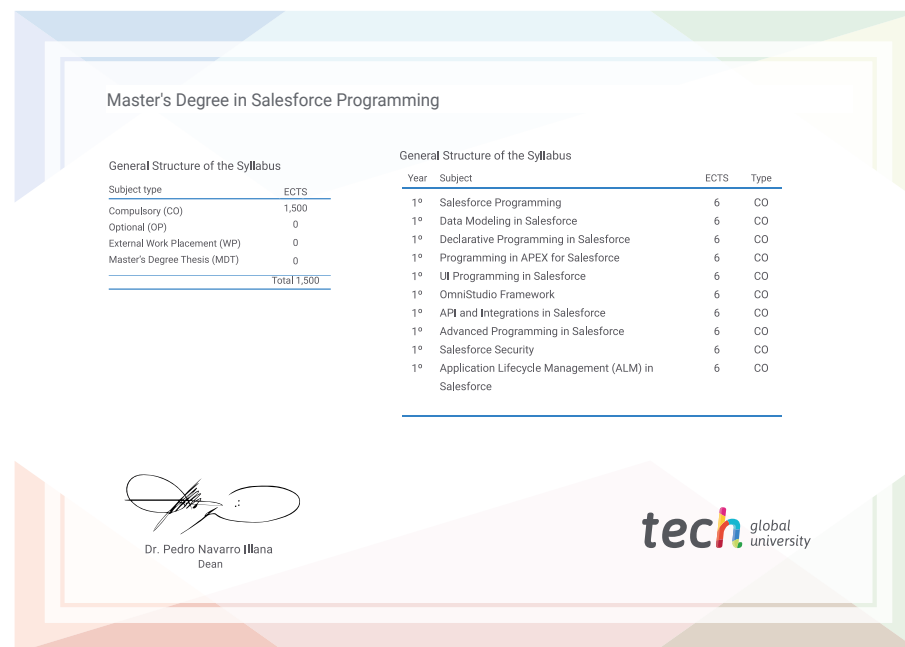 Master's Degree in Salesforce Programming
General Structure of the Syllabus
Subject type ECTS
Compulsory (CO) 1,500
Optional (OP) 0
External Work Placement (WP) 0
Master's Degree Thesis (MDT) 0
Total 1,500
General Structure of the Syllabus
Year Subject ECTS Type
1º Salesforce Programming 6 CO
1º Data Modeling in Salesforce 6 CO
1º Declarative Programming in Salesforce 6 CO
1º Programming in APEX for Salesforce 6 CO
1º UI Programming in Salesforce 6 CO
1º OmniStudio Framework 6 CO
1º API and Integrations in Salesforce 6 CO
1º Advanced Programming in Salesforce 6 CO
1º Salesforce Security 6 CO
1º Application Lifecycle Management (ALM) in 6 CO
Salesforce
Dr. Pedro Navarro Illana
Dean
tech global
university